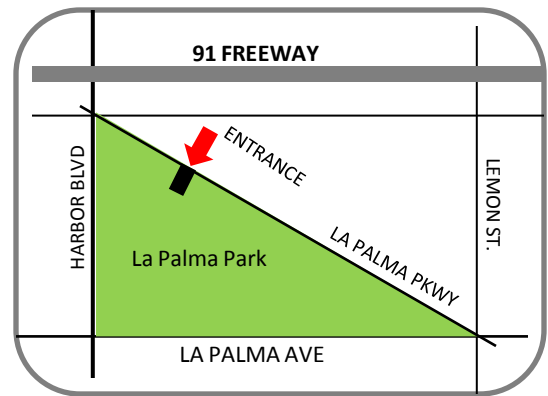 91 FREEWAY
ENTRANCE
HARBOR BLVD
LEMON ST.
La Palma Park
LA PALMA PKWY
LA PALMA AVE